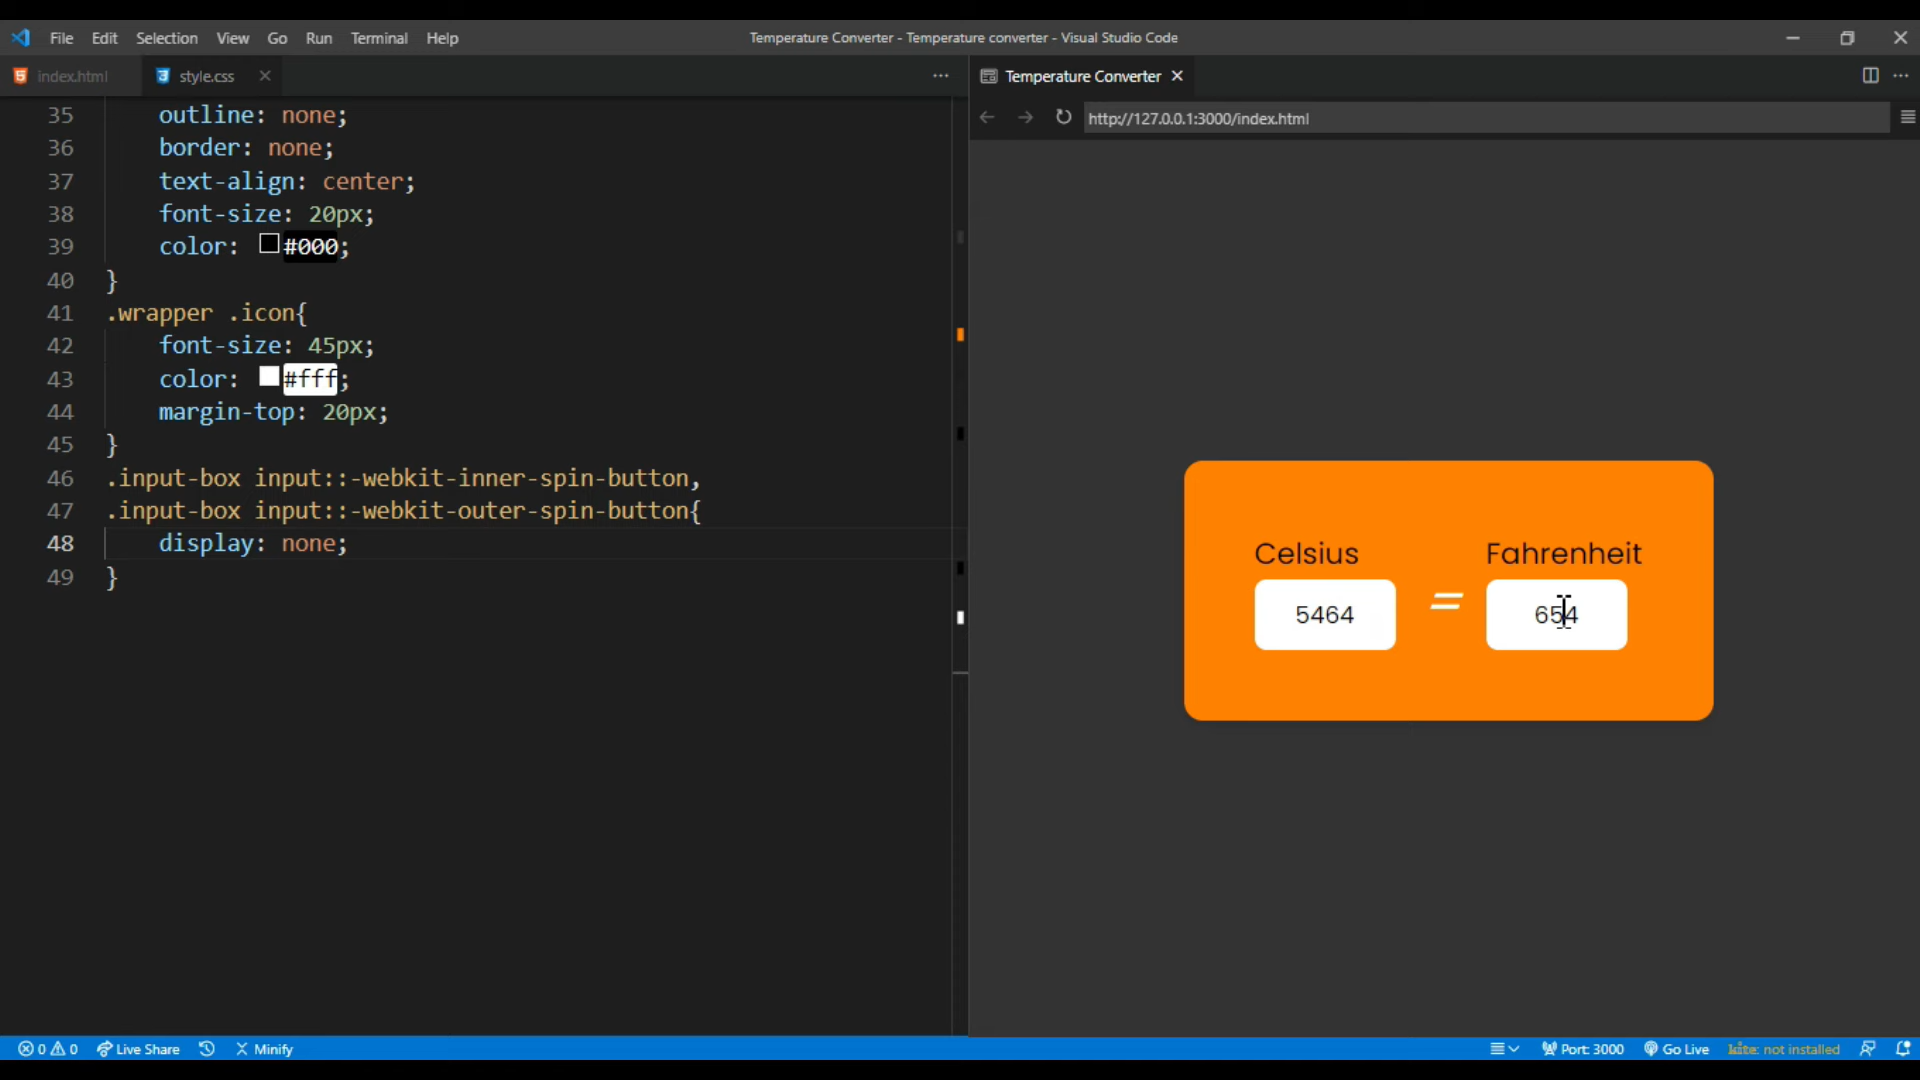 File Edit Selection View Go Run Terminal Help
Temperature Converter - Temperature converter - Visual Studio Code
index.html
style.css
Temperature Converter
http://127.0.0.1:3000/index.html
35 outline: none;
36 border: none;
37 text-align: center;
38 font-size: 20px;
39 color: #000;
40 }
41 .wrapper .icon{
42 font-size: 45px;
43 color: #fff;
44 margin-top: 20px;
45 }
46 .input-box input::-webkit-inner-spin-button,
47 .input-box input::-webkit-outer-spin-button{
48 display: none;
49 }
Celsius
Fahrenheit
5464
=
654
0 0 Live Share Minify
Port: 3000 Go Live kite: not installed